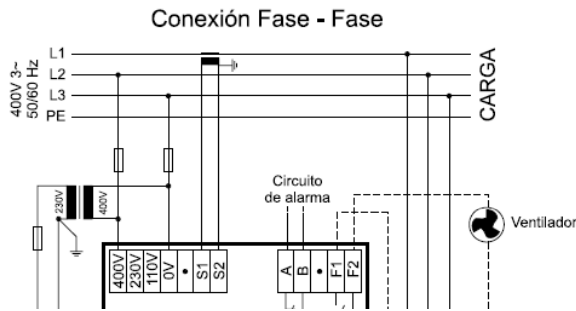 Conexión Fase - Fase
400V 3~
50/60 Hz
L1
L2
L3
PE
CARGA
230V
400V
Circuito
de alarma
Ventilador
400V
230V
110V
0V
•
S1
S2
A
B
•
F1
F2